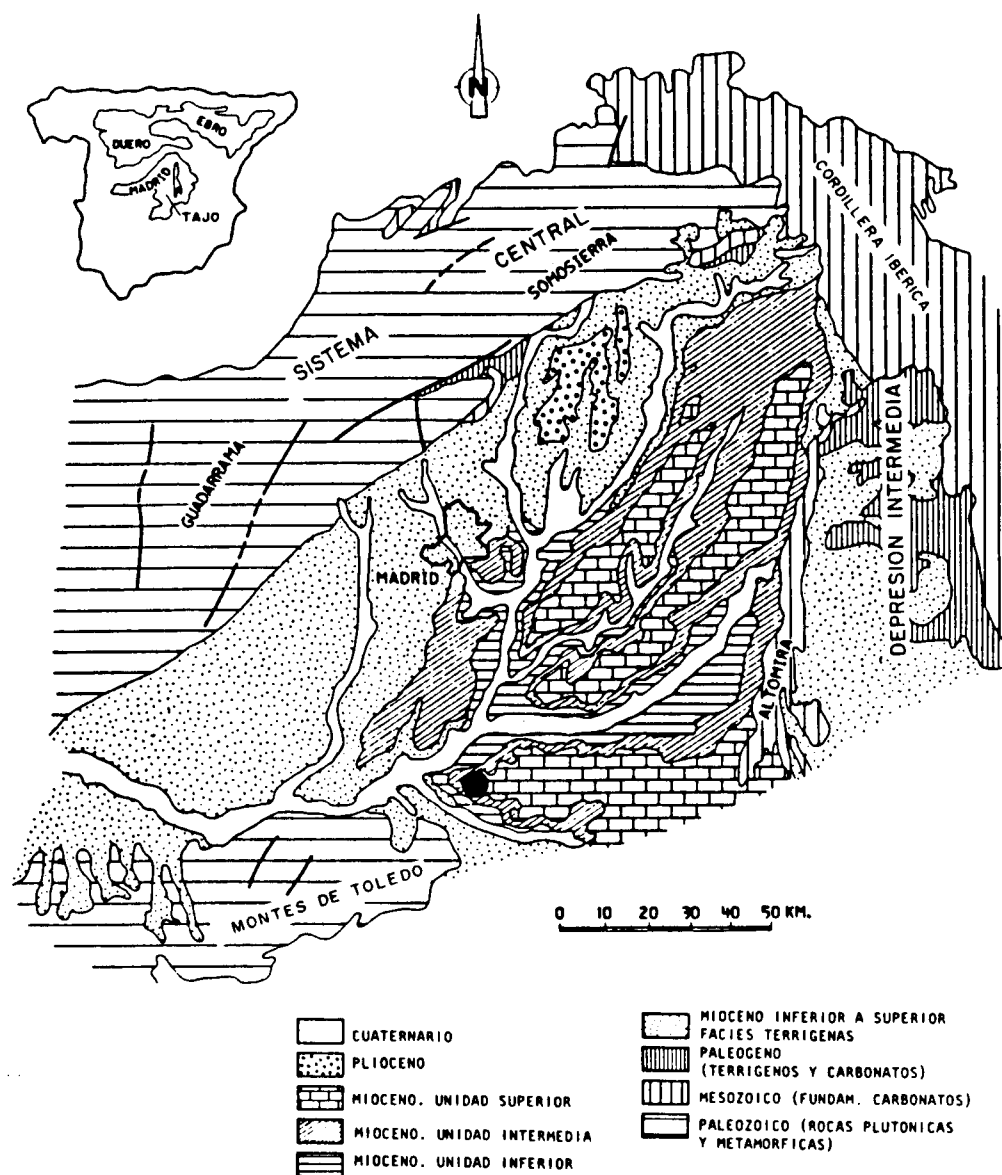 N
EBRO
DUERO
MADRID
TAJO
CORDILLERA IBERICA
CENTRAL
SOMOSIERRA
SISTEMA
GUADARRAMA
DEPRESION INTERMEDIA
MADRID
ALTOMIRA
MONTES DE TOLEDO
0 10 20 30 40 50 KM.
CUATERNARIO
PLIOCENO
MIOCENO. UNIDAD SUPERIOR
MIOCENO. UNIDAD INTERMEDIA
MIOCENO. UNIDAD INFERIOR
MIOCENO INFERIOR A SUPERIOR
FACIES TERRIGENAS
PALEOGENO
(TERRIGENOS Y CARBONATOS)
MESOZOICO (FUNDAM. CARBONATOS)
PALEOZOICO (ROCAS PLUTONICAS
Y METAMORFICAS)